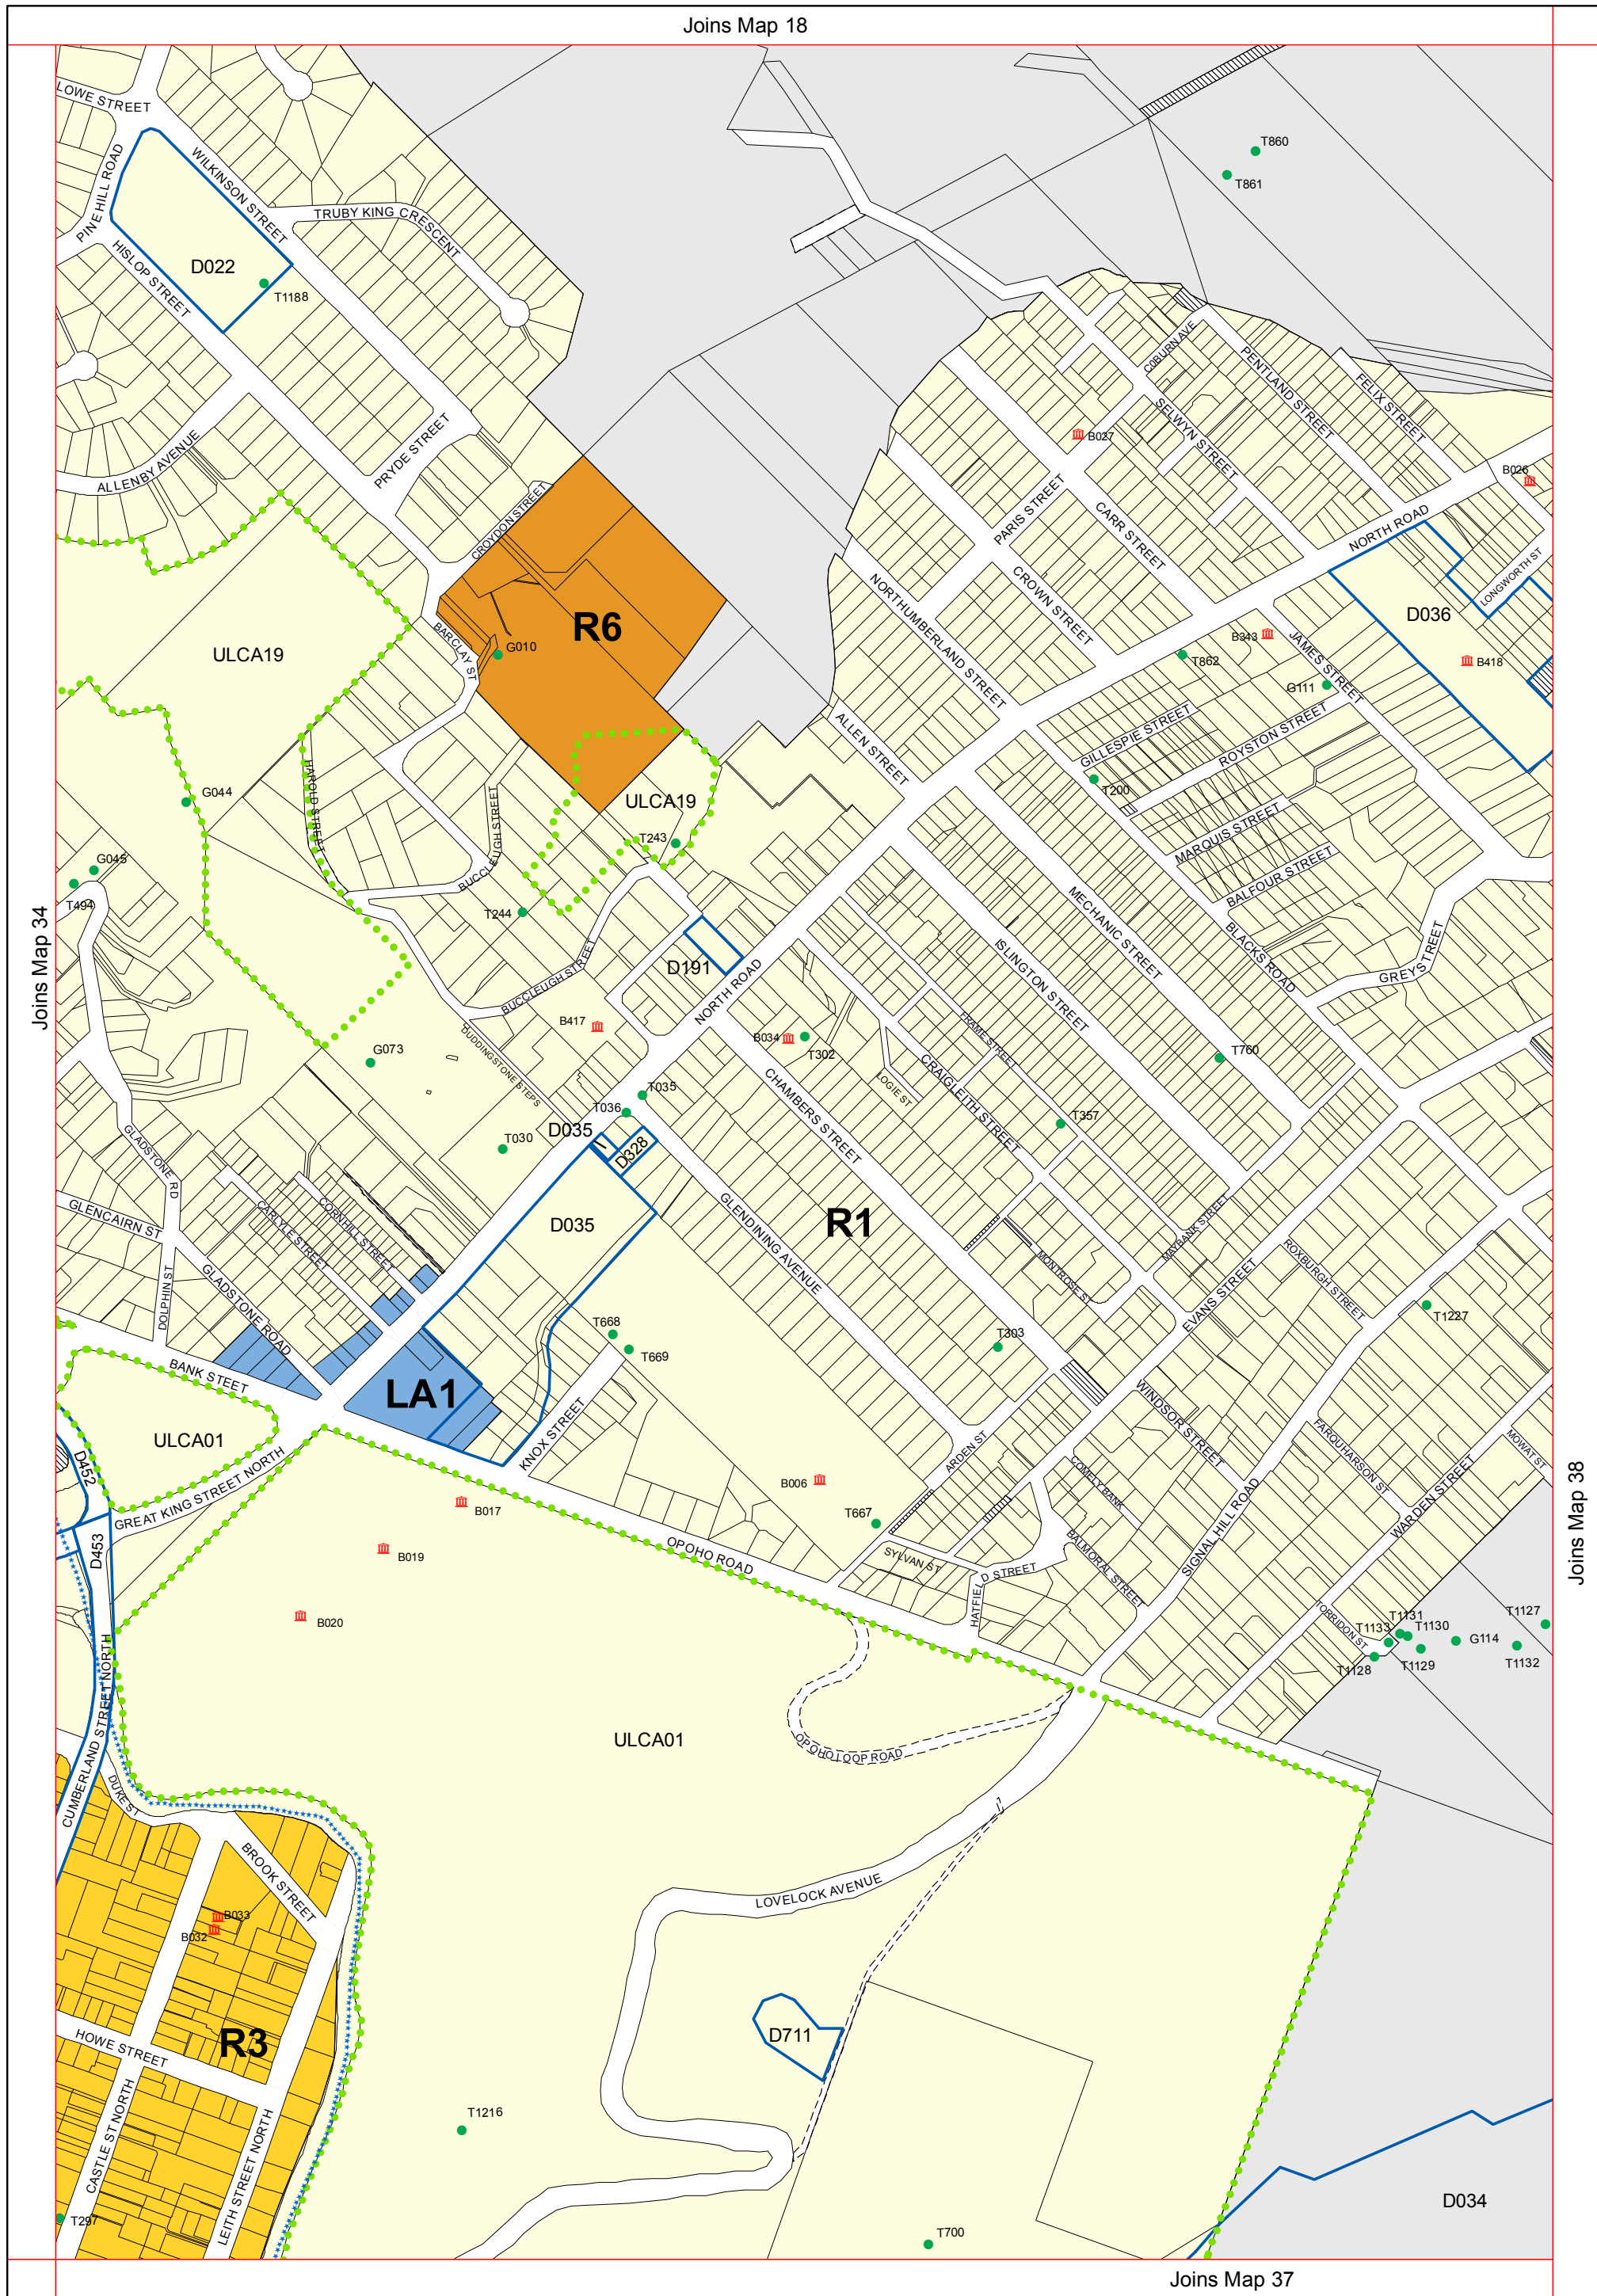 Joins Map 18
LOWE STREET
PINE HILL ROAD
WILKINSON STREET
TRUBY KING CRESCENT
HISLOP STREET
D022
T1188
T860
T861
COBURN AVE
PENTLAND STREET
FELIX STREET
SELWYN STREET
B027
B026
ALLENBY AVENUE
PRYDE STREET
CROYDON STREET
PARIS STREET
CARR STREET
NORTH ROAD
LONGWORTH ST
D036
R6
BARCLAY ST
G010
ULCA19
NORTHUMBERLAND STREET
CROWN STREET
B343
JAMES STREET
T862
B418
G111
ALLEN STREET
GILLESPIE STREET
ROYSTON STREET
HAROLD STREET
G044
BUCCLEUGH STREET
ULCA19
T243
T200
MARQUIS STREET
BALFOUR STREET
G045
T494
T244
MECHANIC STREET
BLACKS ROAD
GREY STREET
Joins Map 34
D191
NORTH ROAD
BUCCLEUGH STREET
ISLINGTON STREET
B417
B034
T302
FRAME STREET
LOGIE ST
CRAIGLEITH STREET
T760
G073
DUDDINGSTONE STEPS
CHAMBERS STREET
T035
T036
T357
D035
D328
T030
GLADSTONE RD
GLENCAIRN ST
CARLYLE STREET
CORNHILL STREET
D035
GLENDINING AVENUE
R1
MAYBANK STREET
MONTROSE ST
ROXBURGH STREET
EVANS STREET
DOLPHIN ST
GLADSTONE ROAD
T668
T669
T303
T1227
BANK STEET
LA1
WINDSOR STREET
FARQUHARSON ST
MOWAT ST
WARDEN STREET
ULCA01
KNOX STREET
ARDEN ST
COMELY BANK
D452
GREAT KING STREET NORTH
B017
B006
T667
SIGNAL HILL ROAD
Joins Map 38
D453
B019
OPOHO ROAD
SYLVAN ST
HATFIELD STREET
BALMORAL STREET
TORRIDON ST
B020
T1133
T1131
T1130
G114
T1127
T1128
T1129
T1132
CUMBERLAND STREET NORTH
ULCA01
OPOHO LOOP ROAD
DUKE ST
BROOK STREET
LOVELOCK AVENUE
B033
B032
R3
HOWE STREET
D711
CASTLE ST NORTH
LEITH STREET NORTH
T1216
D034
T297
T700
Joins Map 37